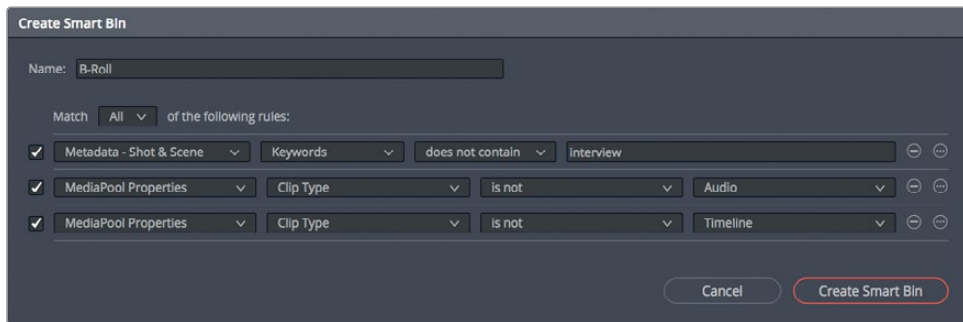 Create Smart Bin
Name: B-Roll
Match All of the following rules:
Metadata - Shot & Scene Keywords does not contain interview
MediaPool Properties Clip Type is not Audio
MediaPool Properties Clip Type is not Timeline
Cancel Create Smart Bin